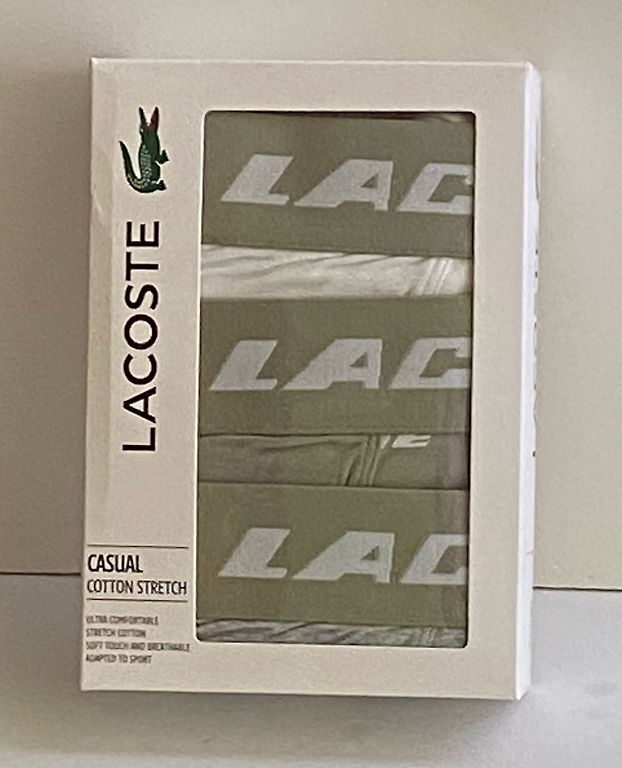 LACOSTE
LAC
LAC
LAC
CASUAL
COTTON STRETCH
ULTRA COMFORTABLE
STRETCH COTTON
SOFT TOUCH AND BREATHABLE
ADAPTED TO SPORT